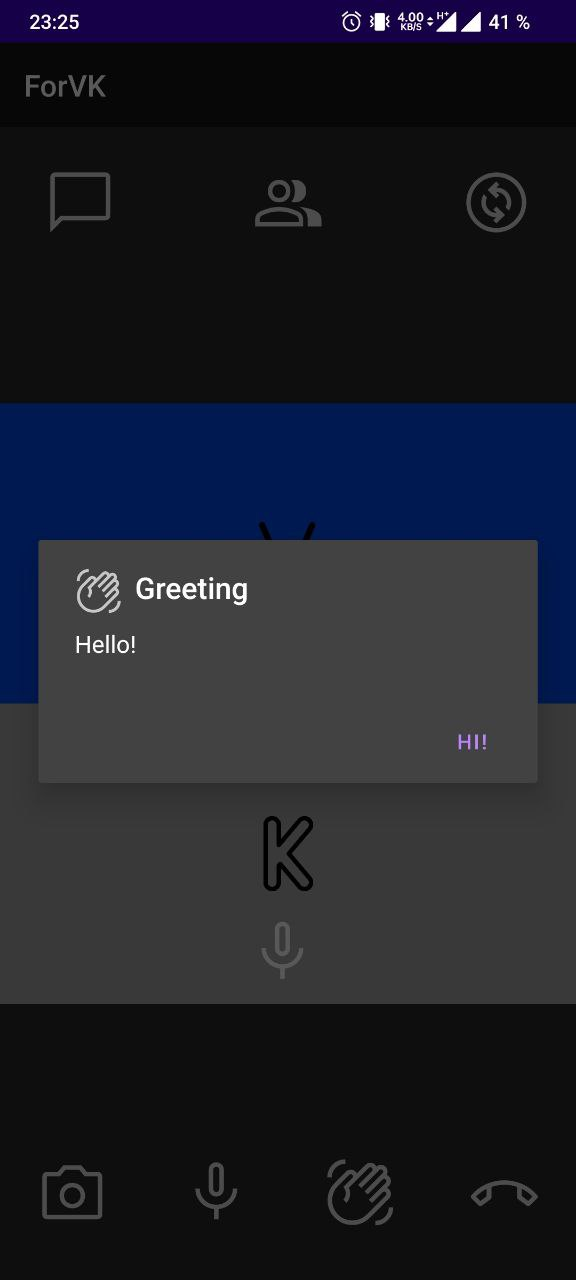 23:25
4.00
KB/S
H+
41 %
ForVK
Greeting
Hello!
HI!
K